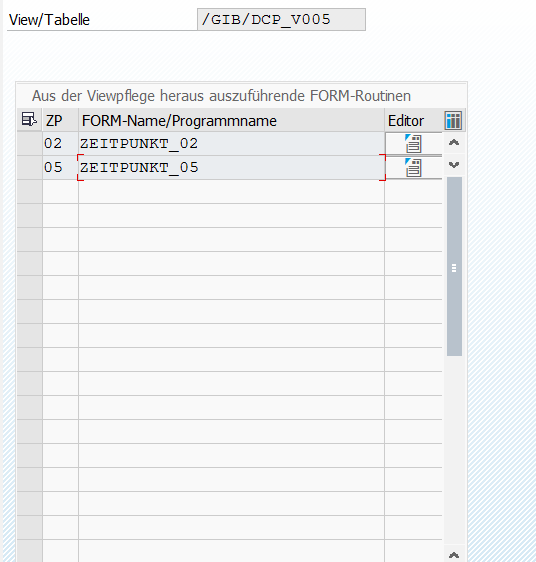 View/Tabelle /GIB/DCP_V005
Aus der Viewpflege heraus auszuführende FORM-Routinen
ZP FORM-Name/Programmname Editor
02 ZEITPUNKT_02
05 ZEITPUNKT_05